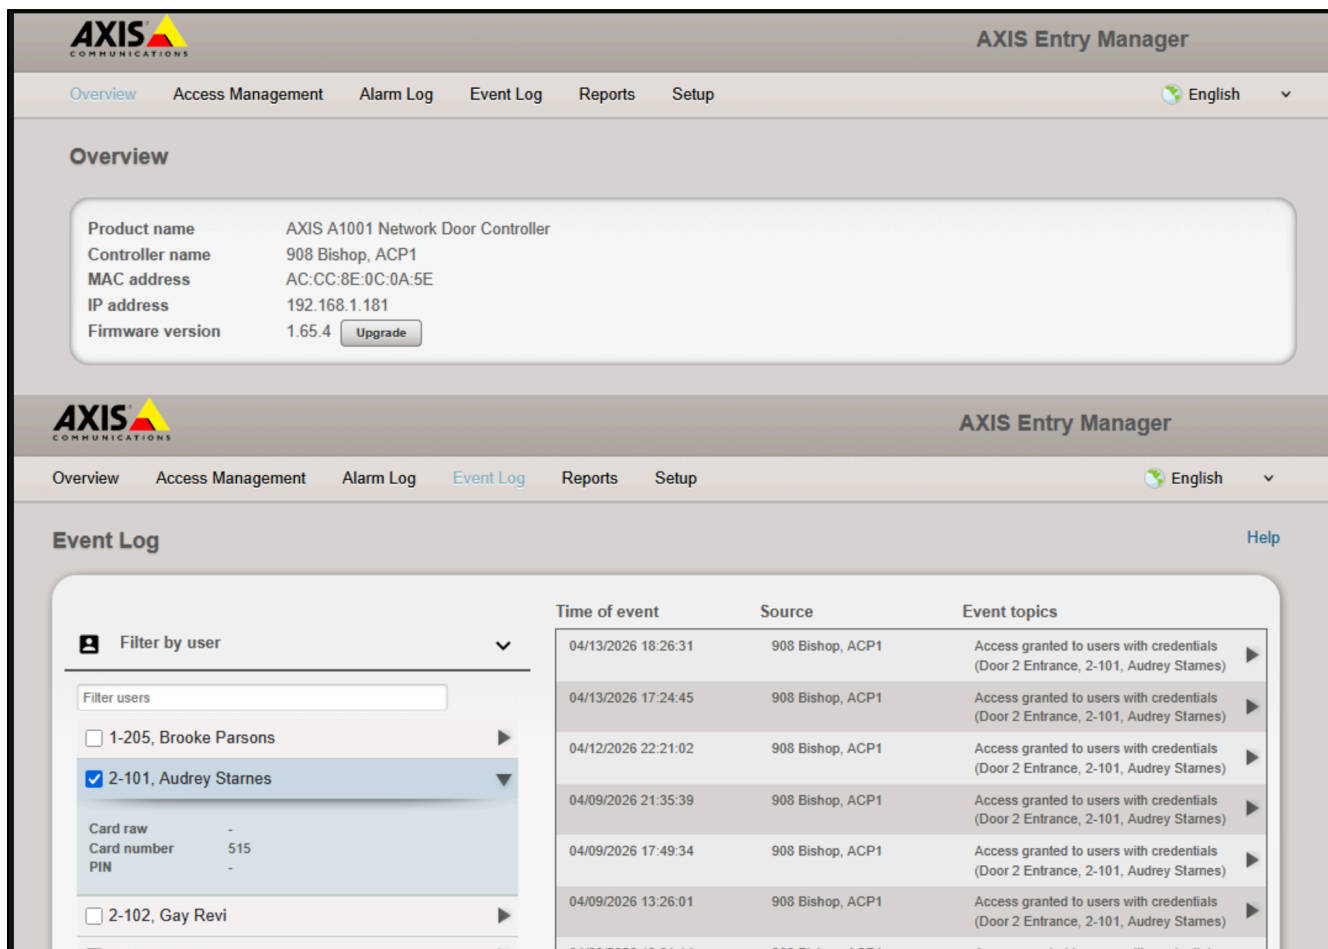 AXIS
COMMUNICATIONS
AXIS Entry Manager
Overview Access Management Alarm Log Event Log Reports Setup English
Overview
Product name AXIS A1001 Network Door Controller
Controller name 908 Bishop, ACP1
MAC address AC:CC:8E:0C:0A:5E
IP address 192.168.1.181
Firmware version 1.65.4 Upgrade
AXIS
COMMUNICATIONS
AXIS Entry Manager
Overview Access Management Alarm Log Event Log Reports Setup English
Event Log Help
Filter by user
Filter users
1-205, Brooke Parsons
2-101, Audrey Starnes
Card raw -
Card number 515
PIN -
2-102, Gay Revi
Time of event Source Event topics
04/13/2026 18:26:31 908 Bishop, ACP1 Access granted to users with credentials
(Door 2 Entrance, 2-101, Audrey Starnes)
04/13/2026 17:24:45 908 Bishop, ACP1 Access granted to users with credentials
(Door 2 Entrance, 2-101, Audrey Starnes)
04/12/2026 22:21:02 908 Bishop, ACP1 Access granted to users with credentials
(Door 2 Entrance, 2-101, Audrey Starnes)
04/09/2026 21:35:39 908 Bishop, ACP1 Access granted to users with credentials
(Door 2 Entrance, 2-101, Audrey Starnes)
04/09/2026 17:49:34 908 Bishop, ACP1 Access granted to users with credentials
(Door 2 Entrance, 2-101, Audrey Starnes)
04/09/2026 13:26:01 908 Bishop, ACP1 Access granted to users with credentials
(Door 2 Entrance, 2-101, Audrey Starnes)